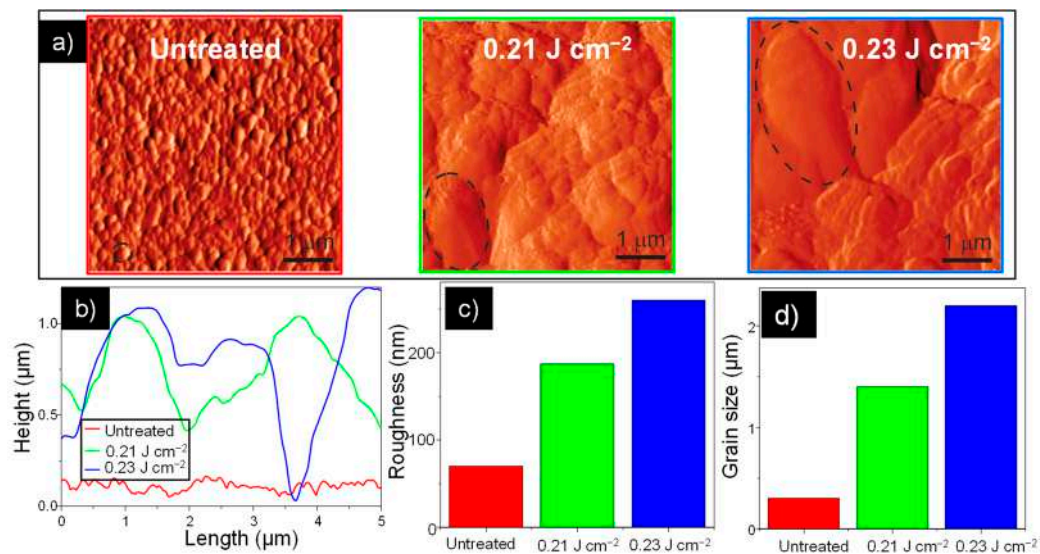 a)
Untreated
0.21 J cm⁻²
0.23 J cm⁻²
1 µm
1 µm
1 µm
b)
Height (µm)
1.0
0.5
0.0
Untreated
0.21 J cm⁻²
0.23 J cm⁻²
0 1 2 3 4 5
Length (µm)
c)
Roughness (nm)
200
100
0
Untreated 0.21 J cm⁻² 0.23 J cm⁻²
d)
Grain size (µm)
2
1
0
Untreated 0.21 J cm⁻² 0.23 J cm⁻²